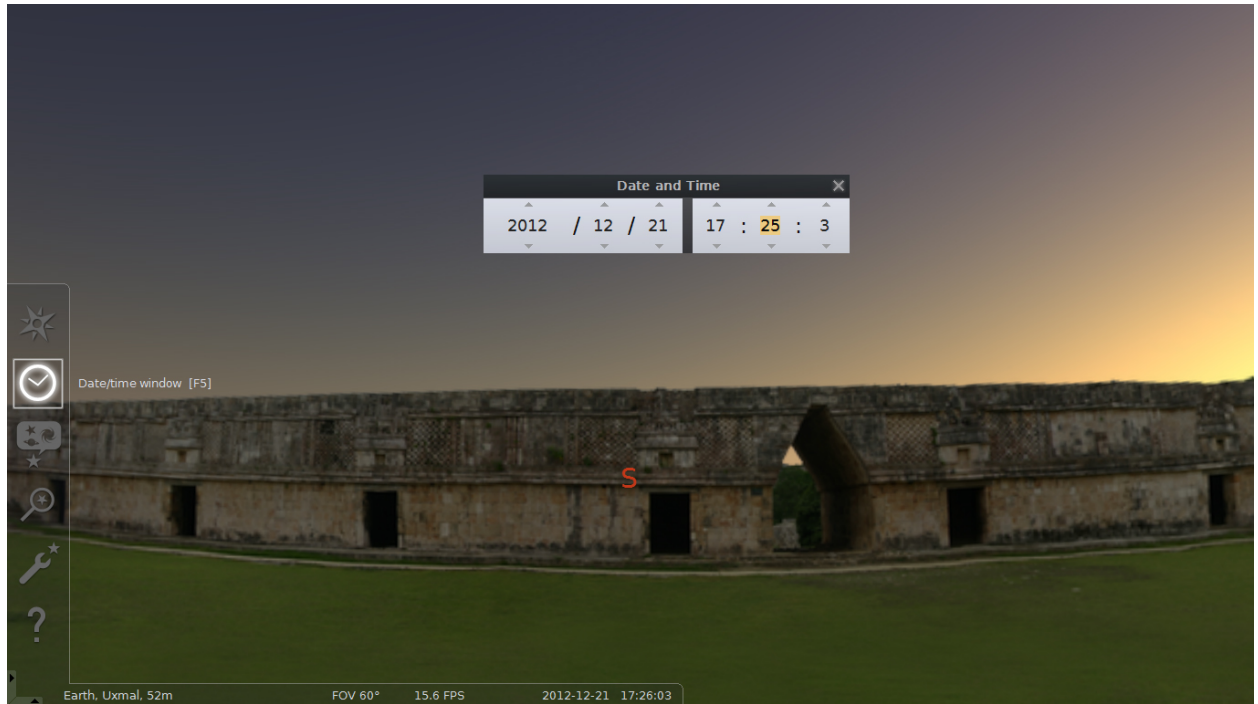 Date and Time
2012 / 12 / 21 17 : 25 : 3
Date/time window [F5]
S
?
Earth, Uxmal, 52m FOV 60° 15.6 FPS 2012-12-21 17:26:03